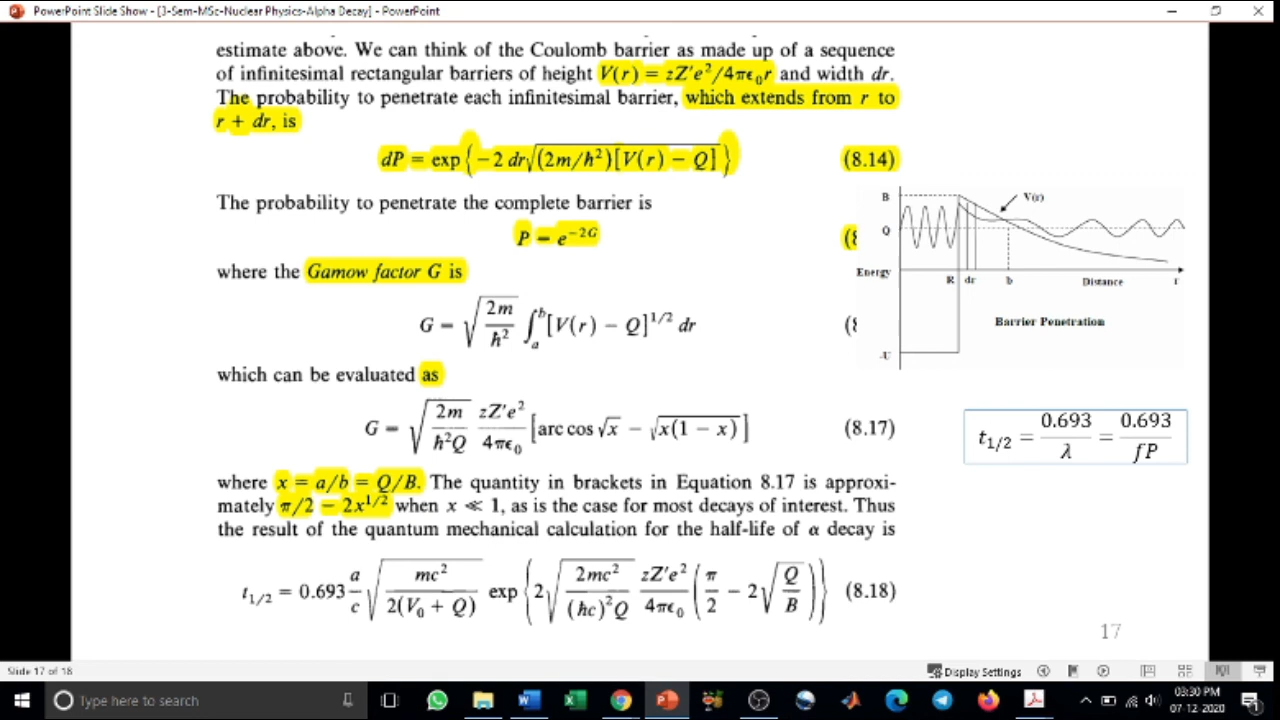 PowerPoint Slide Show - [3-Sem-MSc-Nuclear Physics-Alpha Decay] - PowerPoint
estimate above. We can think of the Coulomb barrier as made up of a sequence
of infinitesimal rectangular barriers of height V(r) = zZ'e²/4πϵ₀r and width dr.
The probability to penetrate each infinitesimal barrier, which extends from r to
r + dr, is
dP = exp{−2 dr√(2m/ħ²)[V(r) − Q]} (8.14)
The probability to penetrate the complete barrier is
P = e^−2G (8
where the Gamow factor G is
G = √(2m/ħ²) ∫ₐᵇ[V(r) − Q]^1/2 dr (8
which can be evaluated as
G = √(2m/ħ²Q) zZ'e²/4πϵ₀ [arc cos √x − √x(1 − x)] (8.17)
where x = a/b = Q/B. The quantity in brackets in Equation 8.17 is approxi-
mately π/2 − 2x^1/2 when x ≪ 1, as is the case for most decays of interest. Thus
the result of the quantum mechanical calculation for the half-life of α decay is
t₁/₂ = 0.693 a/c √(mc²/2(V₀ + Q)) exp{2√(2mc²/(ħc)²Q) zZ'e²/4πϵ₀ (π/2 − 2√(Q/B))} (8.18)
B
V(r)
Q
Energy
R dr b Distance r
Barrier Penetration
-U
t₁/₂ = 0.693/λ = 0.693/fP
17
Slide 17 of 18
Display Settings
Type here to search
03:30 PM
07-12-2020